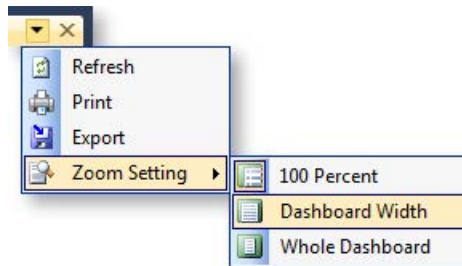 Refresh
Print
Export
Zoom Setting
100 Percent
Dashboard Width
Whole Dashboard